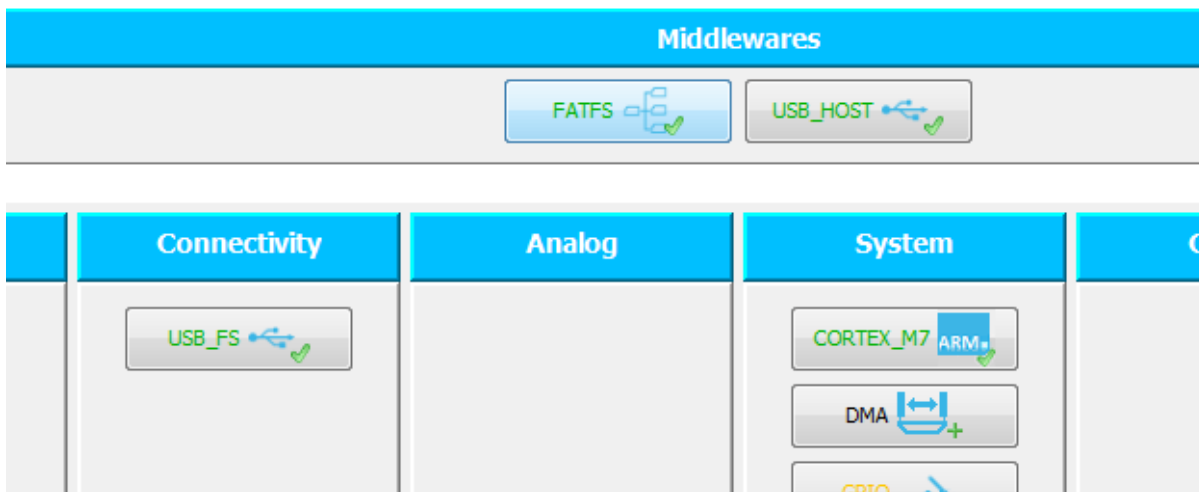 Middlewares
FATFS
USB_HOST
Connectivity
Analog
System
USB_FS
CORTEX_M7
ARM
DMA